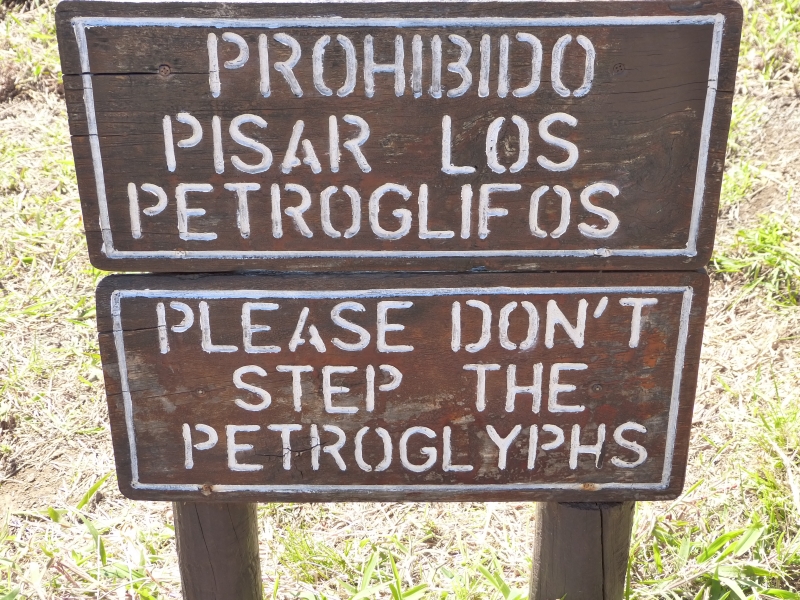 PROHIBIDO
PISAR LOS
PETROGLIFOS
PLEASE DON'T
STEP THE
PETROGLYPHS